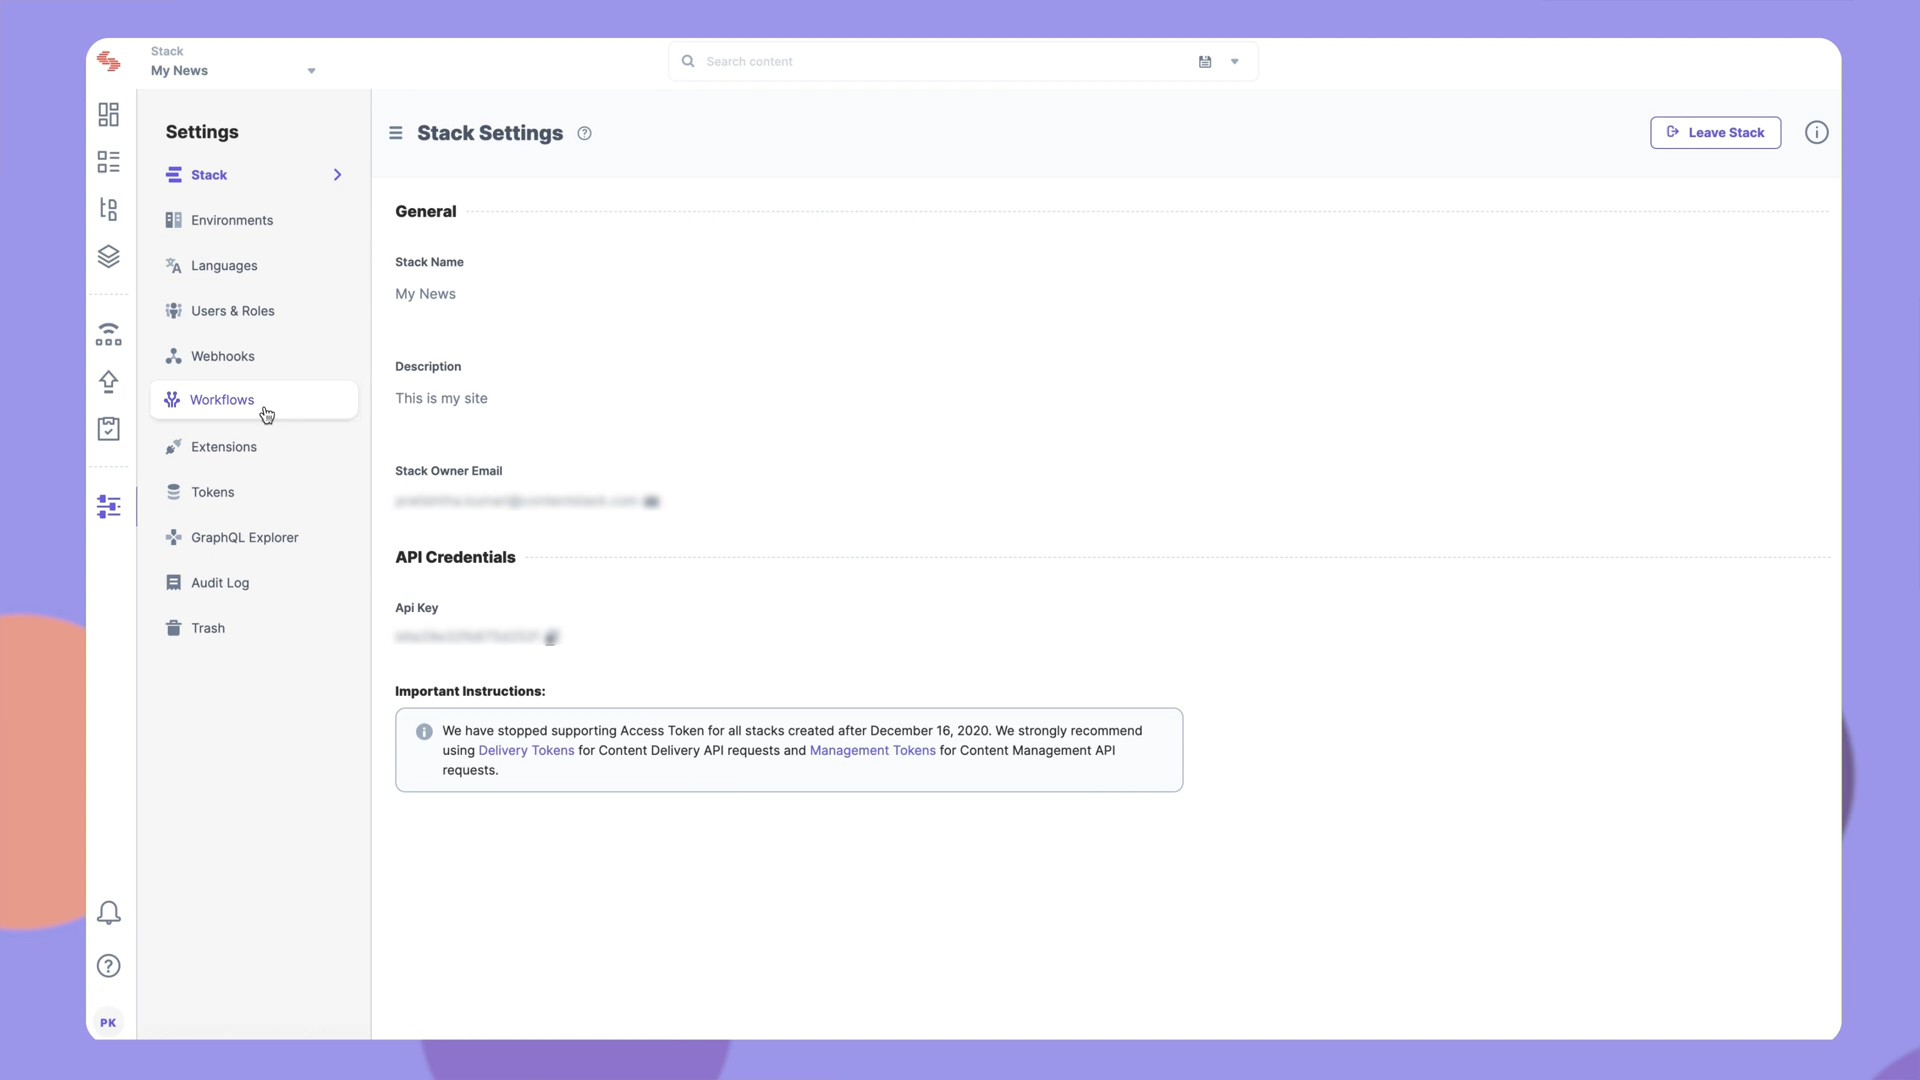 Stack
My News
Search content
Settings
Stack
Environments
Languages
Users & Roles
Webhooks
Workflows
Extensions
Tokens
GraphQL Explorer
Audit Log
Trash
PK
Stack Settings
Leave Stack
General
Stack Name
My News
Description
This is my site
Stack Owner Email
API Credentials
Api Key
Important Instructions:
We have stopped supporting Access Token for all stacks created after December 16, 2020. We strongly recommend
using Delivery Tokens for Content Delivery API requests and Management Tokens for Content Management API
requests.